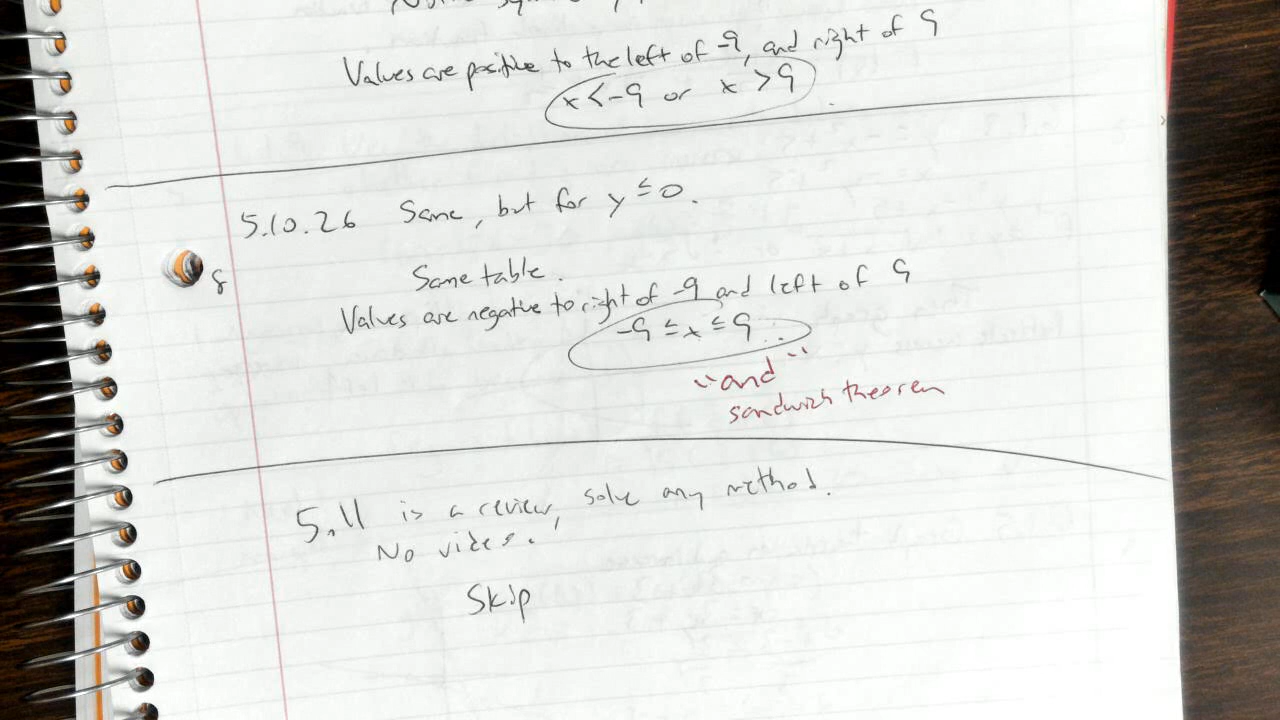 Values are positive to the left of -9, and right of 9
x < -9 or x > 9
5.10.26 Same, but for y ≤ 0.
8
Same table.
Values are negative to right of -9 and left of 9
-9 ≤ x ≤ 9
"and"
sandwich theorem
5.11 is a review, solve any method.
No video.
Skip